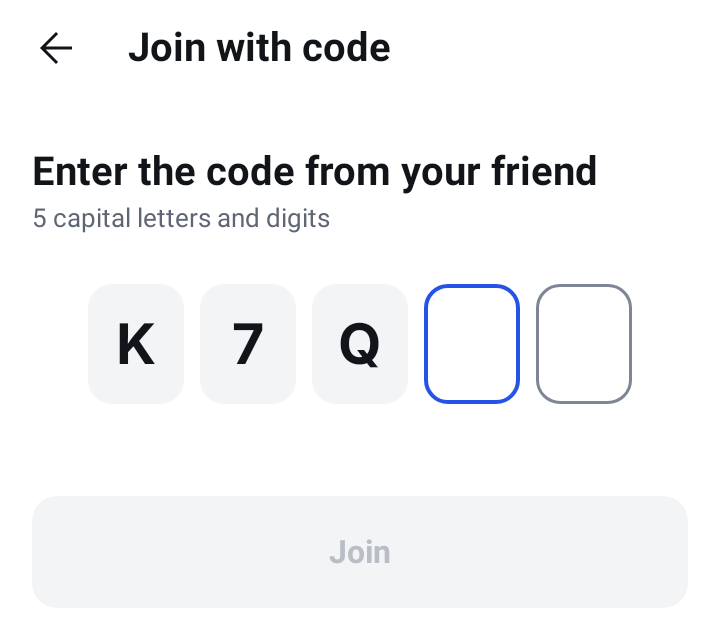 Join with code
Enter the code from your friend
5 capital letters and digits
K 7 Q
Join